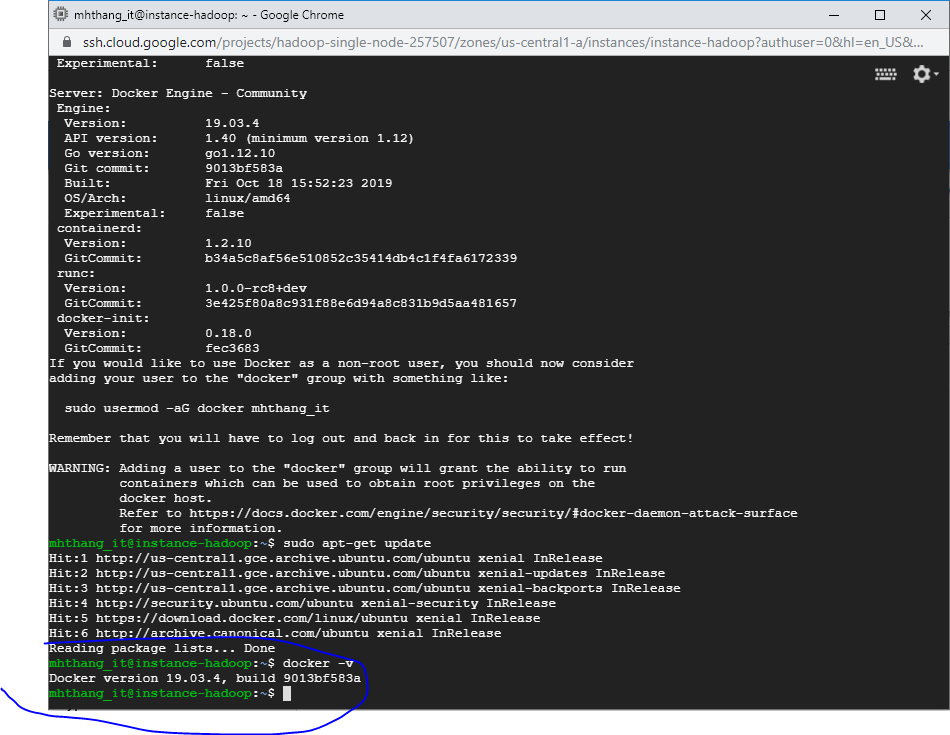 mhthang_it@instance-hadoop: ~ - Google Chrome
ssh.cloud.google.com/projects/hadoop-single-node-257507/zones/us-central1-a/instances/instance-hadoop?authuser=0&hl=en_US&...
Experimental: false
Server: Docker Engine - Community
Engine:
Version: 19.03.4
API version: 1.40 (minimum version 1.12)
Go version: go1.12.10
Git commit: 9013bf583a
Built: Fri Oct 18 15:52:23 2019
OS/Arch: linux/amd64
Experimental: false
containerd:
Version: 1.2.10
GitCommit: b34a5c8af56e510852c35414db4c1f4fa6172339
runc:
Version: 1.0.0-rc8+dev
GitCommit: 3e425f80a8c931f88e6d94a8c831b9d5aa481657
docker-init:
Version: 0.18.0
GitCommit: fec3683
If you would like to use Docker as a non-root user, you should now consider
adding your user to the "docker" group with something like:
sudo usermod -aG docker mhthang_it
Remember that you will have to log out and back in for this to take effect!
WARNING: Adding a user to the "docker" group will grant the ability to run
containers which can be used to obtain root privileges on the
docker host.
Refer to https://docs.docker.com/engine/security/security/#docker-daemon-attack-surface
for more information.
mhthang_it@instance-hadoop:~$ sudo apt-get update
Hit:1 http://us-central1.gce.archive.ubuntu.com/ubuntu xenial InRelease
Hit:2 http://us-central1.gce.archive.ubuntu.com/ubuntu xenial-updates InRelease
Hit:3 http://us-central1.gce.archive.ubuntu.com/ubuntu xenial-backports InRelease
Hit:4 http://security.ubuntu.com/ubuntu xenial-security InRelease
Hit:5 https://download.docker.com/linux/ubuntu xenial InRelease
Hit:6 http://archive.canonical.com/ubuntu xenial InRelease
Reading package lists... Done
mhthang_it@instance-hadoop:~$ docker -v
Docker version 19.03.4, build 9013bf583a
mhthang_it@instance-hadoop:~$